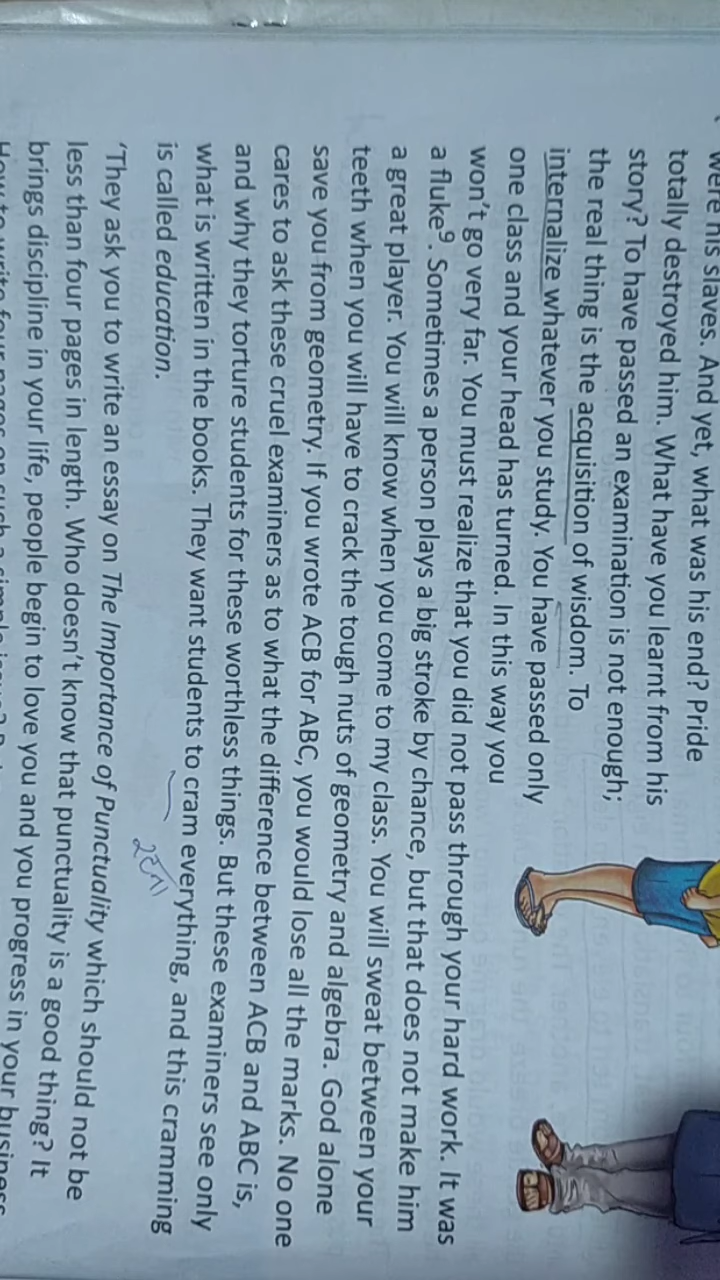 were his slaves. And yet, what was his end? Pride
totally destroyed him. What have you learnt from his
story? To have passed an examination is not enough;
the real thing is the acquisition of wisdom. To
internalize whatever you study. You have passed only
one class and your head has turned. In this way you
won't go very far. You must realize that you did not pass through your hard work. It was
a fluke⁹. Sometimes a person plays a big stroke by chance, but that does not make him
a great player. You will know when you come to my class. You will sweat between your
teeth when you will have to crack the tough nuts of geometry and algebra. God alone
save you from geometry. If you wrote ACB for ABC, you would lose all the marks. No one
cares to ask these cruel examiners as to what the difference between ACB and ABC is,
and why they torture students for these worthless things. But these examiners see only
what is written in the books. They want students to cram everything, and this cramming
is called education.
रटना
'They ask you to write an essay on The Importance of Punctuality which should not be
less than four pages in length. Who doesn't know that punctuality is a good thing? It
brings discipline in your life, people begin to love you and you progress in your business.
How to write four pages on such a simple issue?